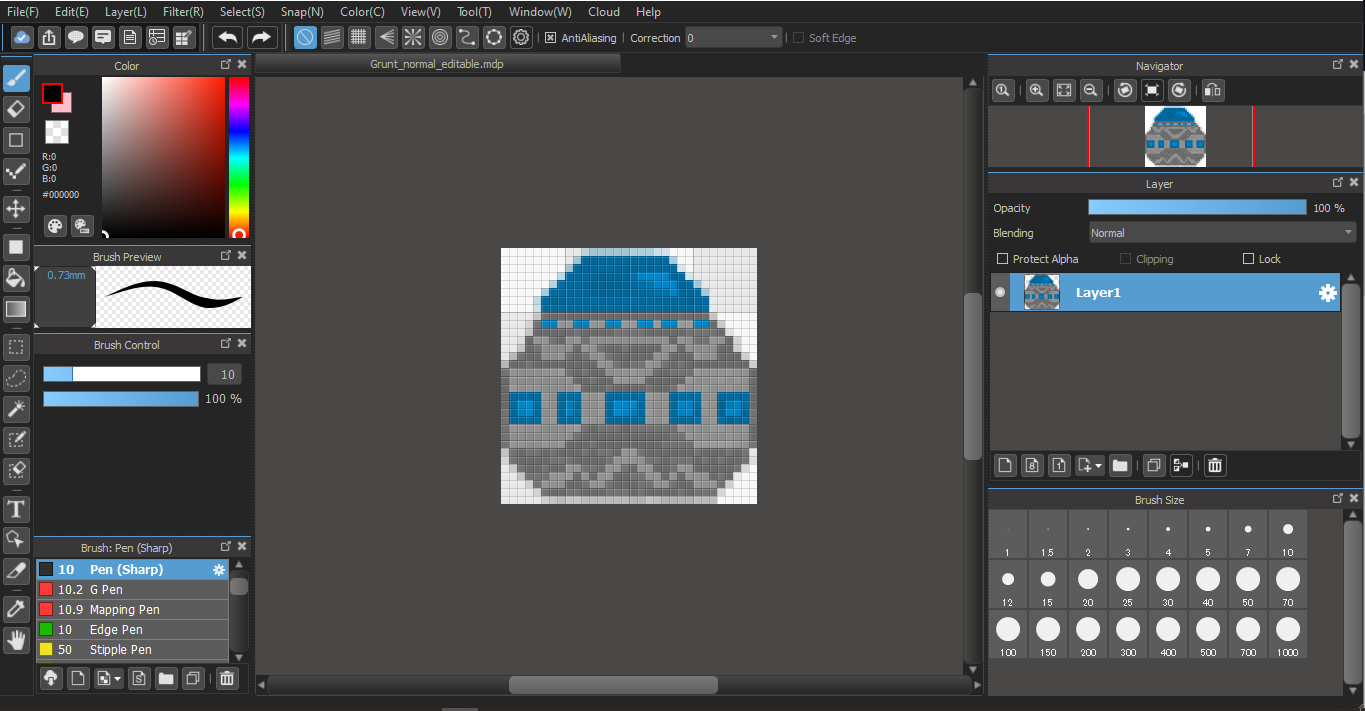 File(F) Edit(E) Layer(L) Filter(R) Select(S) Snap(N) Color(C) View(V) Tool(T) Window(W) Cloud Help
AntiAliasing Correction 0 Soft Edge
Color
Grunt_normal_editable.mdp
Navigator
R:0
G:0
B:0
#000000
Brush Preview
0.73mm
Brush Control
10
100 %
Layer
Opacity 100 %
Blending Normal
Protect Alpha Clipping Lock
Layer1
8 1
Brush: Pen (Sharp)
10 Pen (Sharp)
10.2 G Pen
10.9 Mapping Pen
10 Edge Pen
50 Stipple Pen
S
T
Brush Size
1 1.5 2 3 4 5 7 10
12 15 20 25 30 40 50 70
100 150 200 300 400 500 700 1000